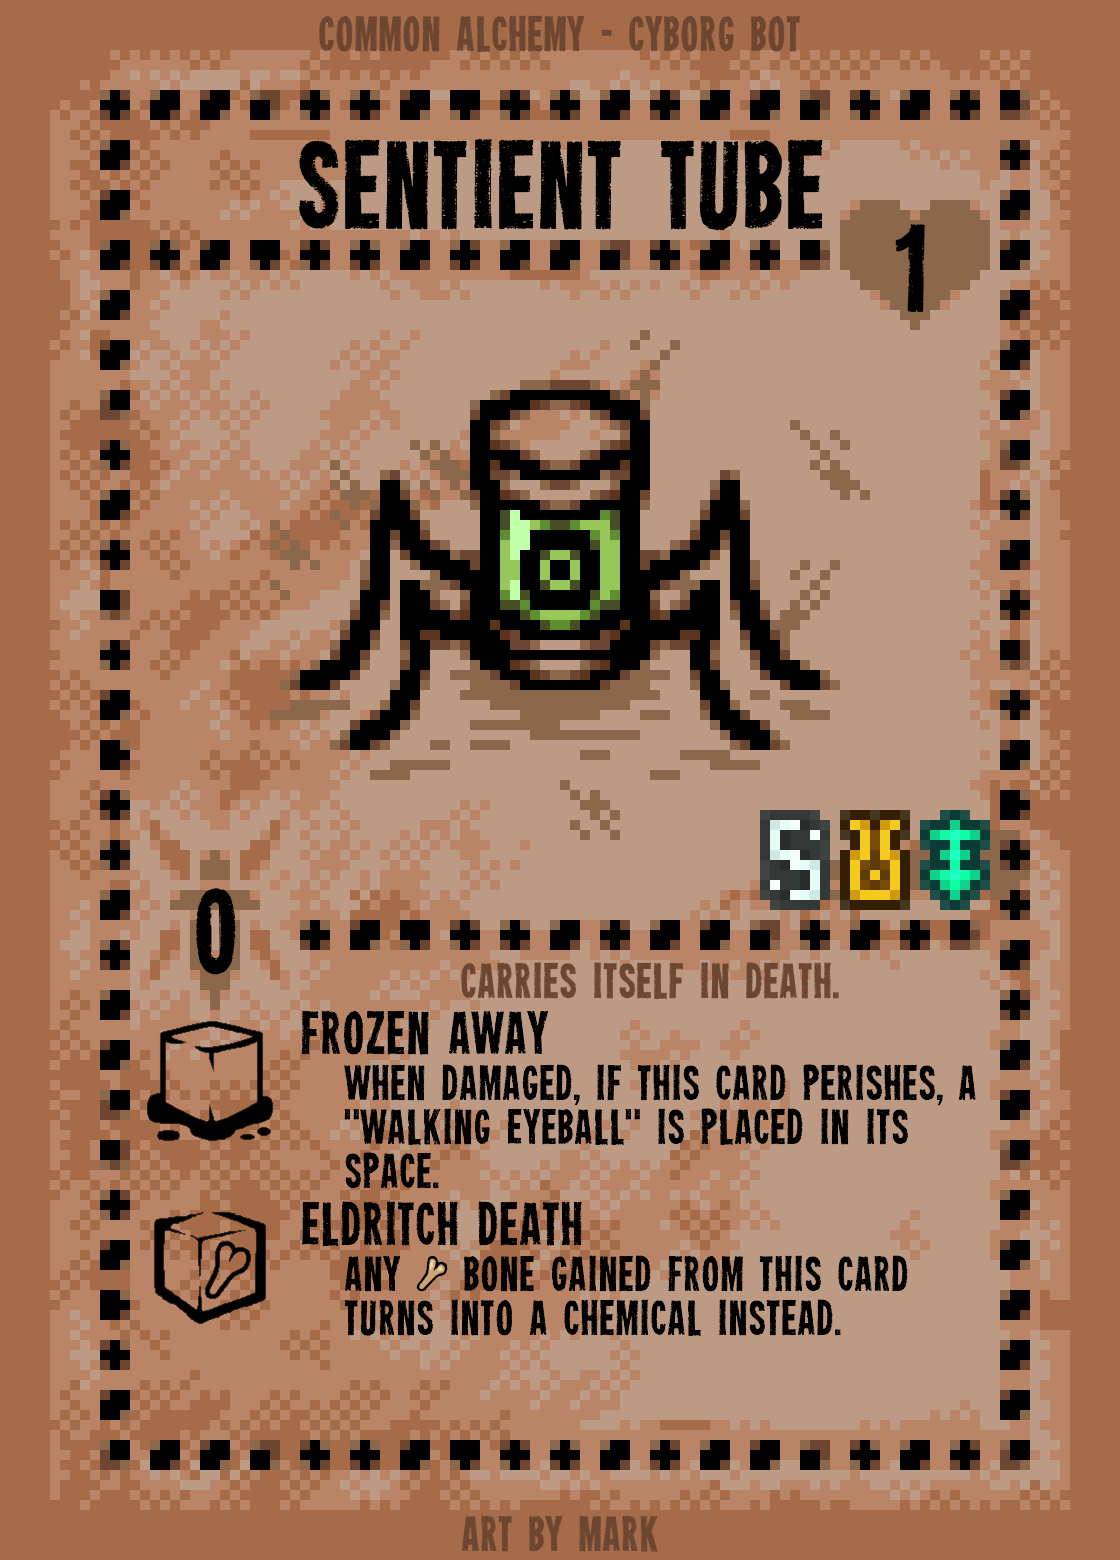 COMMON ALCHEMY - CYBORG BOT
SENTIENT TUBE
1
0
CARRIES ITSELF IN DEATH.
FROZEN AWAY
WHEN DAMAGED, IF THIS CARD PERISHES, A
"WALKING EYEBALL" IS PLACED IN ITS
SPACE.
ELDRITCH DEATH
ANY BONE GAINED FROM THIS CARD
TURNS INTO A CHEMICAL INSTEAD.
ART BY MARK